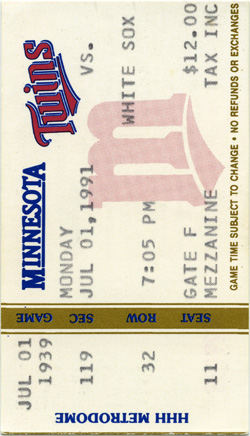 MINNESOTA
Twins
MONDAY VS.
JUL 01,1991 WHITE SOX
7:05 PM
GATE F $12.00
MEZZANINE TAX INC
GAME TIME SUBJECT TO CHANGE • NO REFUNDS OR EXCHANGES
GAME SEC ROW SEAT
JUL 01
1939 119 32 11
HHH METRODOME